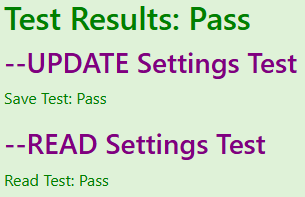 Test Results: Pass
--UPDATE Settings Test
Save Test: Pass
--READ Settings Test
Read Test: Pass